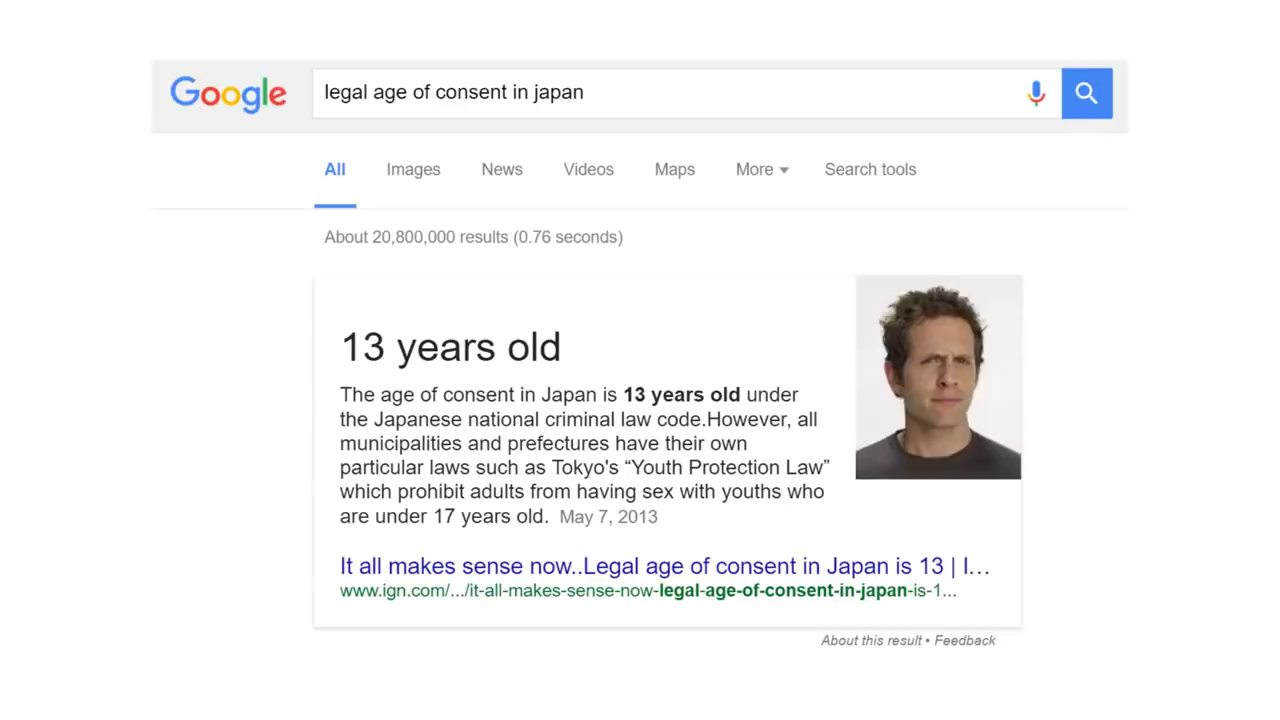 Google
legal age of consent in japan
All Images News Videos Maps More Search tools
About 20,800,000 results (0.76 seconds)
13 years old
The age of consent in Japan is 13 years old under
the Japanese national criminal law code.However, all
municipalities and prefectures have their own
particular laws such as Tokyo's “Youth Protection Law”
which prohibit adults from having sex with youths who
are under 17 years old. May 7, 2013
It all makes sense now..Legal age of consent in Japan is 13 | I...
www.ign.com/.../it-all-makes-sense-now-legal-age-of-consent-in-japan-is-1...
About this result • Feedback